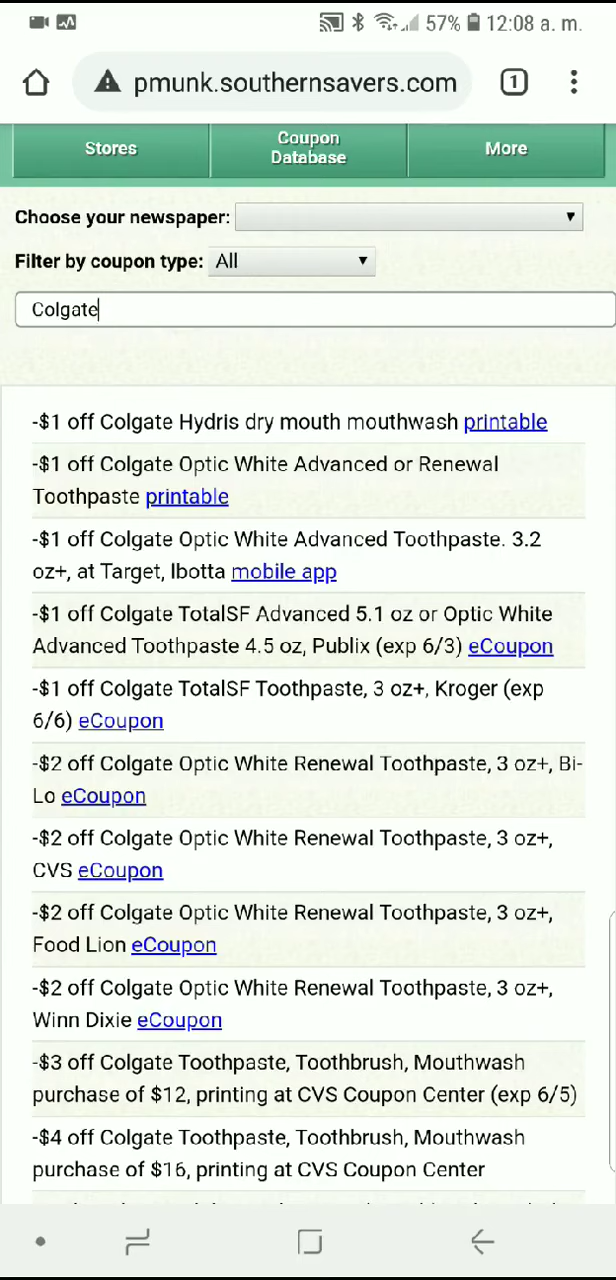 57% 12:08 a. m.
pmunk.southernsavers.com 1
Stores
Coupon
Database
More
Choose your newspaper:
Filter by coupon type: All
Colgate
-$1 off Colgate Hydris dry mouth mouthwash printable
-$1 off Colgate Optic White Advanced or Renewal
Toothpaste printable
-$1 off Colgate Optic White Advanced Toothpaste. 3.2
oz+, at Target, Ibotta mobile app
-$1 off Colgate TotalSF Advanced 5.1 oz or Optic White
Advanced Toothpaste 4.5 oz, Publix (exp 6/3) eCoupon
-$1 off Colgate TotalSF Toothpaste, 3 oz+, Kroger (exp
6/6) eCoupon
-$2 off Colgate Optic White Renewal Toothpaste, 3 oz+, Bi-
Lo eCoupon
-$2 off Colgate Optic White Renewal Toothpaste, 3 oz+,
CVS eCoupon
-$2 off Colgate Optic White Renewal Toothpaste, 3 oz+,
Food Lion eCoupon
-$2 off Colgate Optic White Renewal Toothpaste, 3 oz+,
Winn Dixie eCoupon
-$3 off Colgate Toothpaste, Toothbrush, Mouthwash
purchase of $12, printing at CVS Coupon Center (exp 6/5)
-$4 off Colgate Toothpaste, Toothbrush, Mouthwash
purchase of $16, printing at CVS Coupon Center